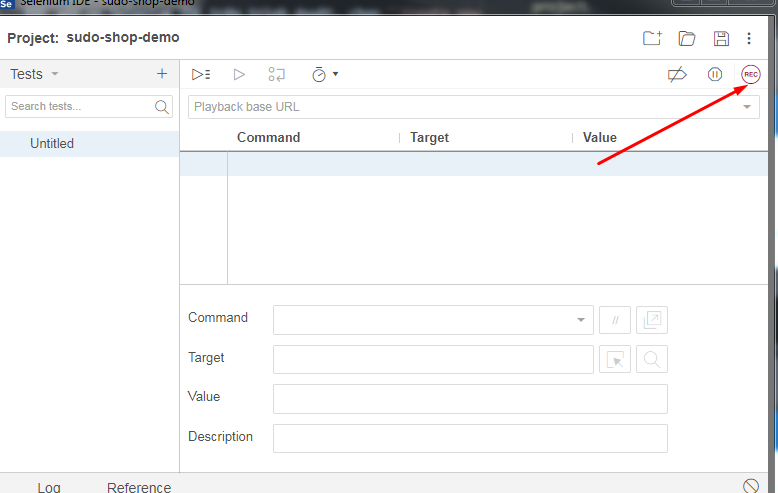 Se Selenium IDE - sudo-shop-demo
Project: sudo-shop-demo
Tests
REC
Search tests...
Playback base URL
Untitled
Command Target Value
Command
//
Target
Value
Description
Log Reference